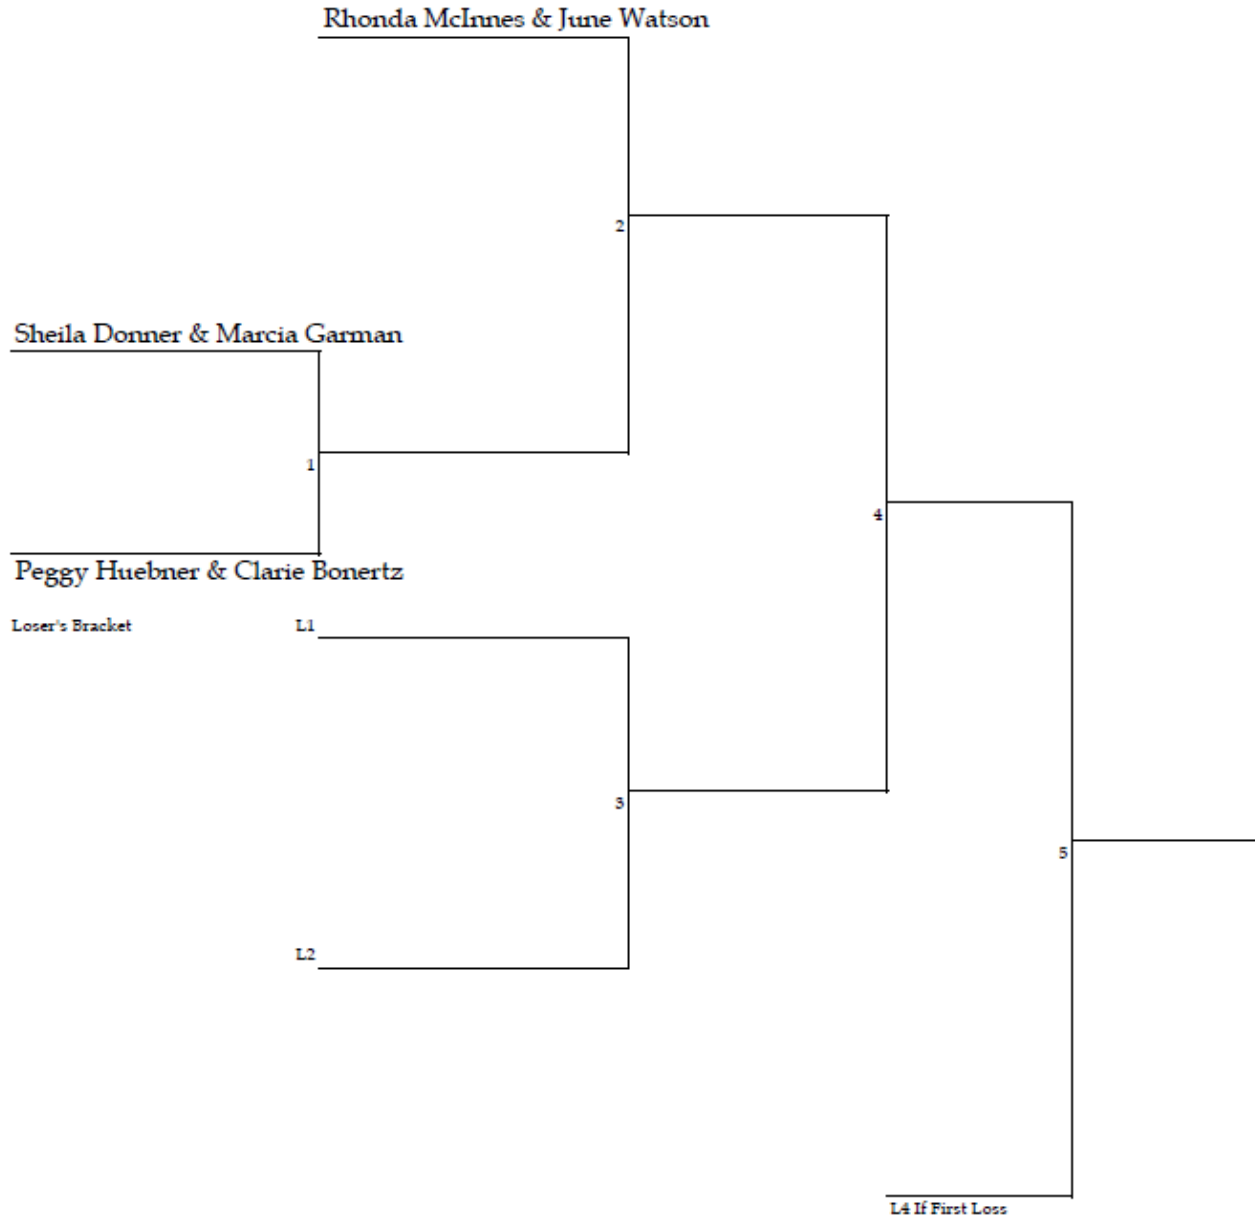 Rhonda McInnes & June Watson
2
Sheila Donner & Marcia Garman
1
4
Peggy Huebner & Clarie Bonertz
Loser's Bracket
L1
3
5
L2
L4 If First Loss